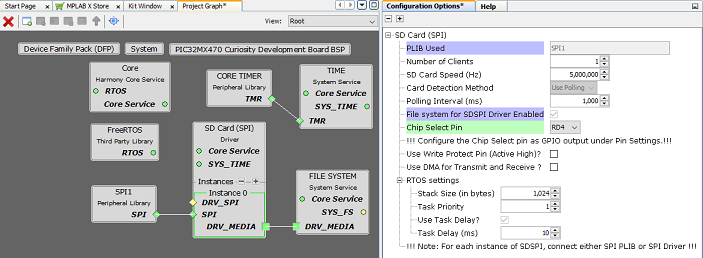 Start Page
MPLAB X Store
Kit Window
Project Graph*
View: Root
Device Family Pack (DFP)
System
PIC32MX470 Curiosity Development Board BSP
Core
Harmony Core Service
RTOS
Core Service
CORE TIMER
Peripheral Library
TMR
TIME
System Service
Core Service
SYS_TIME
TMR
FreeRTOS
Third Party Library
RTOS
SD Card (SPI)
Driver
Core Service
SYS_TIME
Instances
Instance 0
DRV_SPI
SPI
DRV_MEDIA
SPI1
Peripheral Library
SPI
FILE SYSTEM
System Service
Core Service
SYS_FS
DRV_MEDIA
Configuration Options*
Help
SD Card (SPI)
PLIB Used SPI1
Number of Clients 1
SD Card Speed (Hz) 5,000,000
Card Detection Method Use Polling
Polling Interval (ms) 1,000
File system for SDSPI Driver Enabled
Chip Select Pin RD4
!!! Configure the Chip Select pin as GPIO output under Pin Settings.!!!
Use Write Protect Pin (Active High)?
Use DMA for Transmit and Receive ?
RTOS settings
Stack Size (in bytes) 1,024
Task Priority 1
Use Task Delay?
Task Delay (ms) 10
!!! Note: For each instance of SDSPI, connect either SPI PLIB or SPI Driver !!!